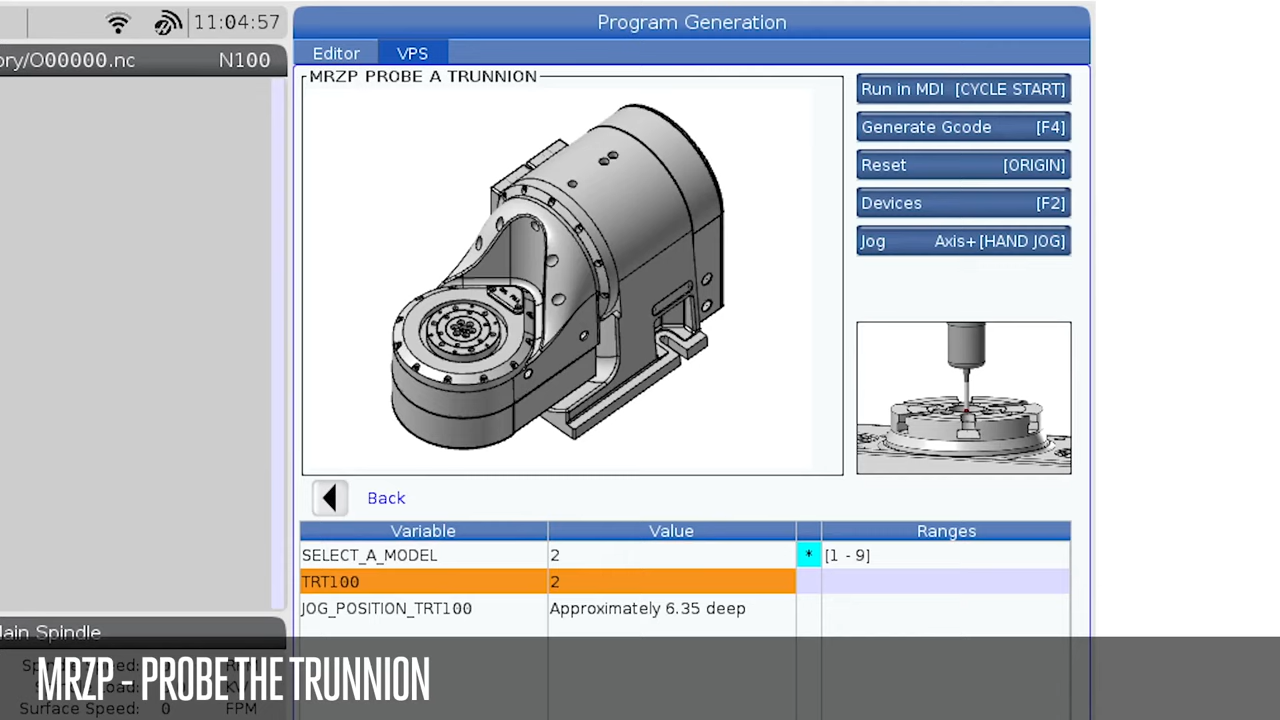 11:04:57
Program Generation
ory/O00000.nc N100
Editor VPS
MRZP PROBE A TRUNNION
Run in MDI [CYCLE START]
Generate Gcode [F4]
Reset [ORIGIN]
Devices [F2]
Jog Axis+[HAND JOG]
Back
Variable Value Ranges
SELECT_A_MODEL 2 * [1 - 9]
TRT100 2
JOG_POSITION_TRT100 Approximately 6.35 deep
lain Spindle
MRZP - PROBE THE TRUNNION
Surface Speed: 0 FPM